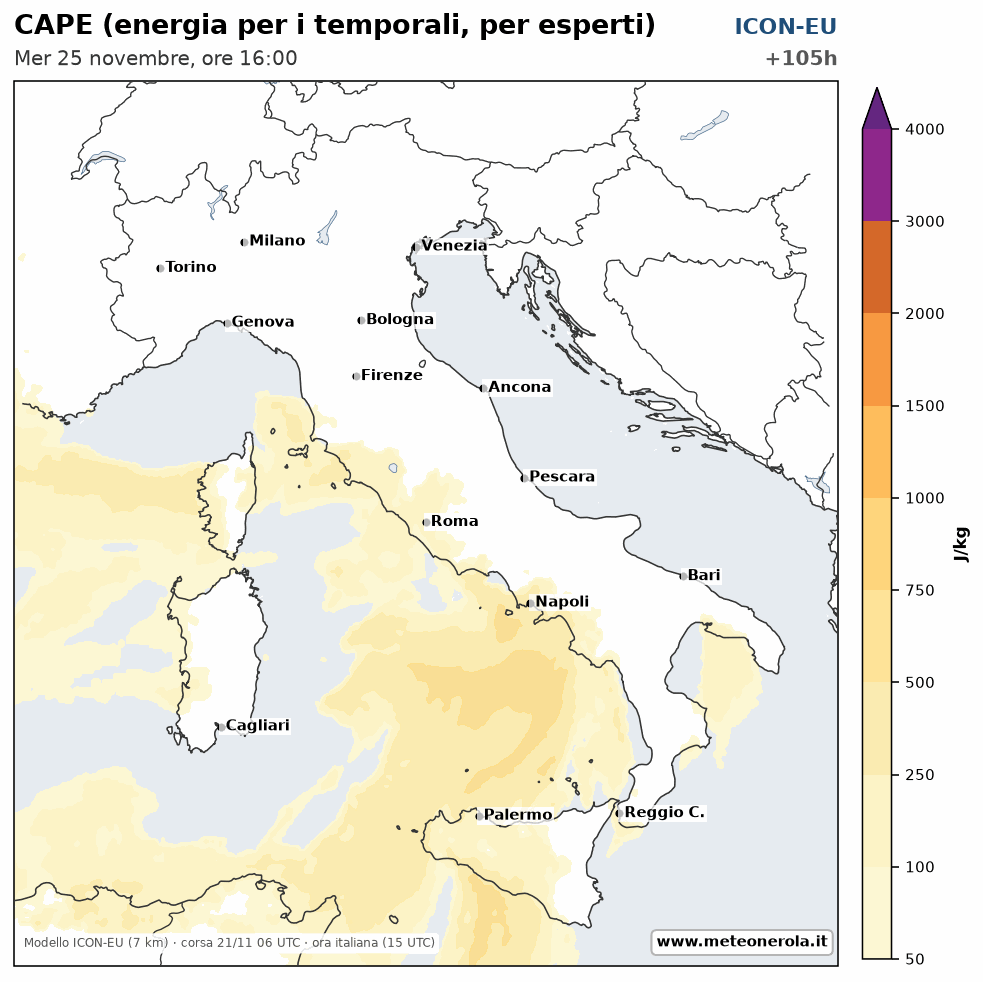 CAPE (energia per i temporali, per esperti)
ICON-EU
Mer 25 novembre, ore 16:00
+105h
4000
3000
2000
1500
1000
750
500
250
100
50
J/kg
Milano
Venezia
Torino
Genova
Bologna
Firenze
Ancona
Pescara
Roma
Bari
Napoli
Cagliari
Palermo
Reggio C.
Modello ICON-EU (7 km) · corsa 21/11 06 UTC · ora italiana (15 UTC)
www.meteonerola.it